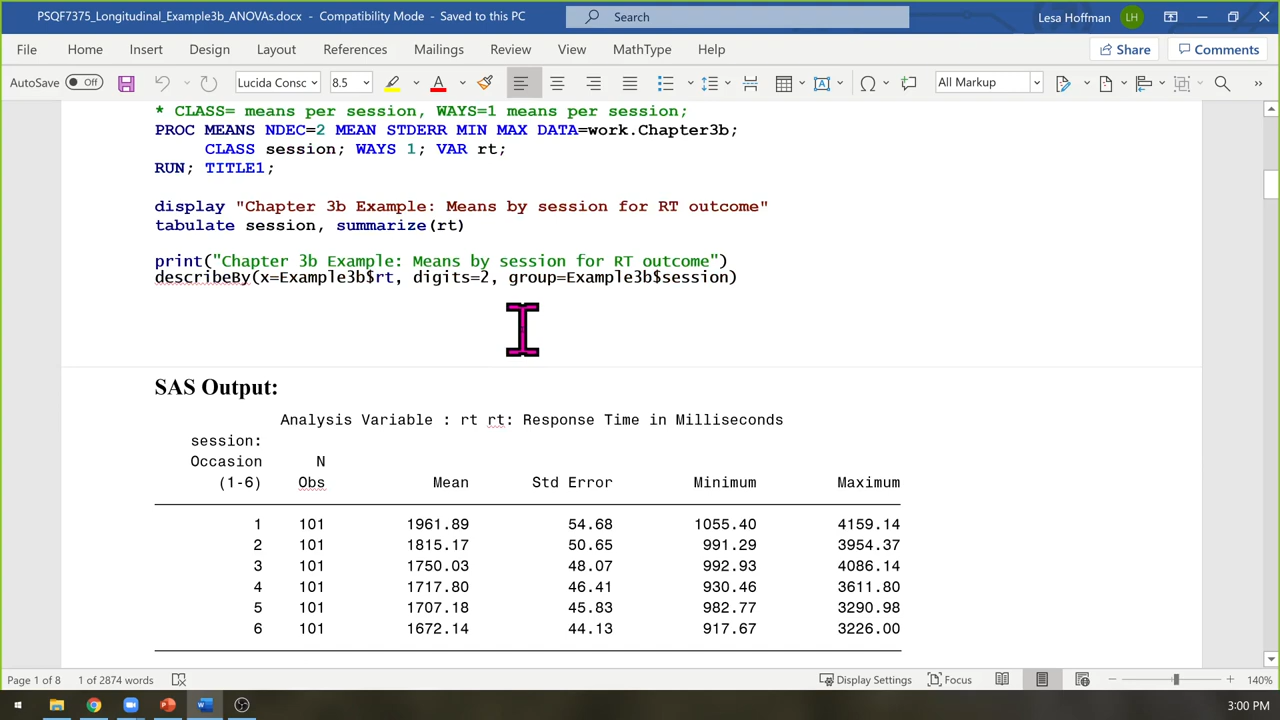 PSQF7375_Longitudinal_Example3b_ANOVAs.docx - Compatibility Mode - Saved to this PC
Search
Lesa Hoffman LH
File Home Insert Design Layout References Mailings Review View MathType Help Share Comments
AutoSave Off Lucida Consc 8.5 All Markup
* CLASS= means per session, WAYS=1 means per session;
PROC MEANS NDEC=2 MEAN STDERR MIN MAX DATA=work.Chapter3b;
CLASS session; WAYS 1; VAR rt;
RUN; TITLE1;
display "Chapter 3b Example: Means by session for RT outcome"
tabulate session, summarize(rt)
print("Chapter 3b Example: Means by session for RT outcome")
describeBy(x=Example3b$rt, digits=2, group=Example3b$session)
SAS Output:
Analysis Variable : rt rt: Response Time in Milliseconds
session:
Occasion N
(1-6) Obs Mean Std Error Minimum Maximum
1 101 1961.89 54.68 1055.40 4159.14
2 101 1815.17 50.65 991.29 3954.37
3 101 1750.03 48.07 992.93 4086.14
4 101 1717.80 46.41 930.46 3611.80
5 101 1707.18 45.83 982.77 3290.98
6 101 1672.14 44.13 917.67 3226.00
Page 1 of 8 1 of 2874 words Display Settings Focus 140%
3:00 PM